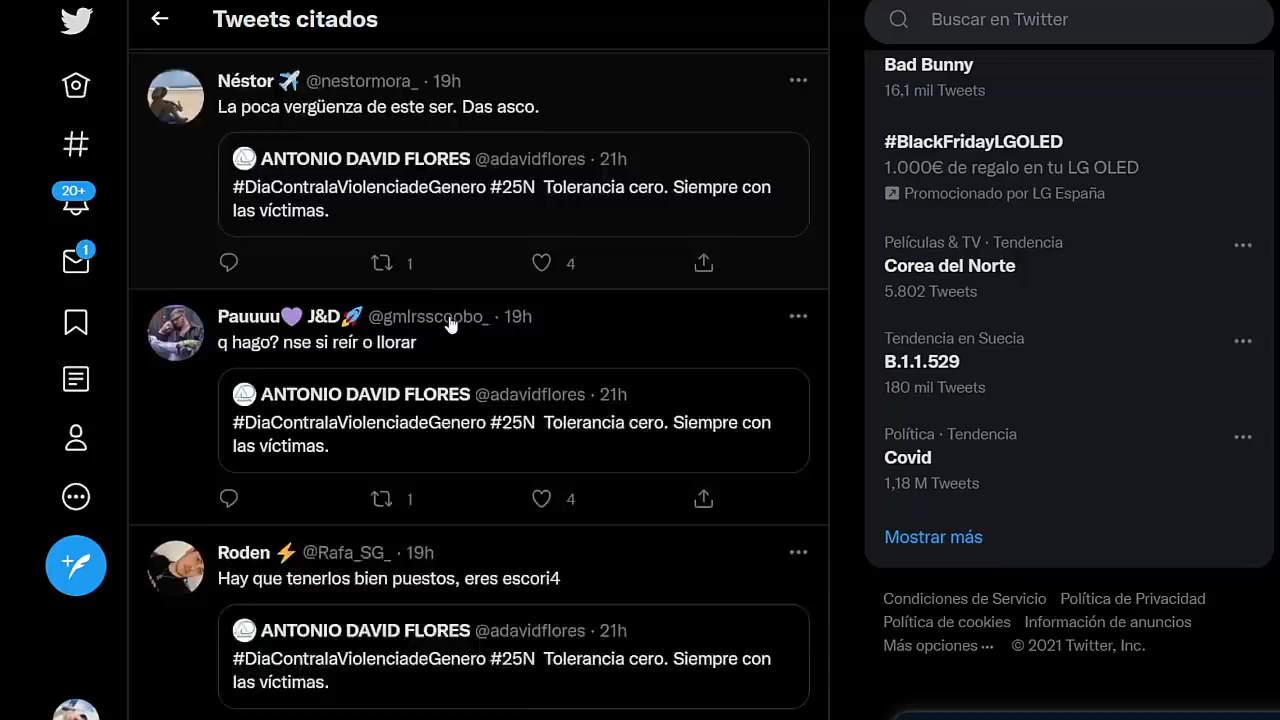 Tweets citados
Néstor ✈️ @nestormora_ · 19h
La poca vergüenza de este ser. Das asco.
ANTONIO DAVID FLORES @adavidflores · 21h
#DiaContralaViolenciadeGenero #25N Tolerancia cero. Siempre con
las víctimas.
1
4
Pauuuu💜 J&D🚀 @gmlrsscoobo_ · 19h
q hago? nse si reír o llorar
ANTONIO DAVID FLORES @adavidflores · 21h
#DiaContralaViolenciadeGenero #25N Tolerancia cero. Siempre con
las víctimas.
1
4
Roden ⚡ @Rafa_SG_ · 19h
Hay que tenerlos bien puestos, eres escori4
ANTONIO DAVID FLORES @adavidflores · 21h
#DiaContralaViolenciadeGenero #25N Tolerancia cero. Siempre con
las víctimas.
20+
1
Buscar en Twitter
Bad Bunny
16,1 mil Tweets
#BlackFridayLGOLED
1.000€ de regalo en tu LG OLED
Promocionado por LG España
Películas & TV · Tendencia
Corea del Norte
5.802 Tweets
Tendencia en Suecia
B.1.1.529
180 mil Tweets
Política · Tendencia
Covid
1,18 M Tweets
Mostrar más
Condiciones de Servicio Política de Privacidad
Política de cookies Información de anuncios
Más opciones ··· © 2021 Twitter, Inc.